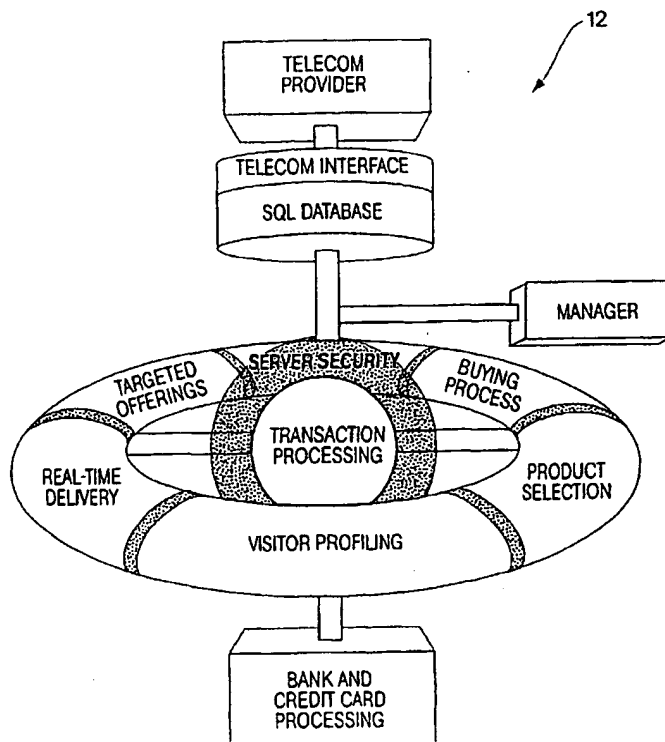 12
TELECOM
PROVIDER
TELECOM INTERFACE
SQL DATABASE
MANAGER
SERVER SECURITY
TARGETED
OFFERINGS
BUYING
PROCESS
TRANSACTION
PROCESSING
REAL-TIME
DELIVERY
PRODUCT
SELECTION
VISITOR PROFILING
BANK AND
CREDIT CARD
PROCESSING